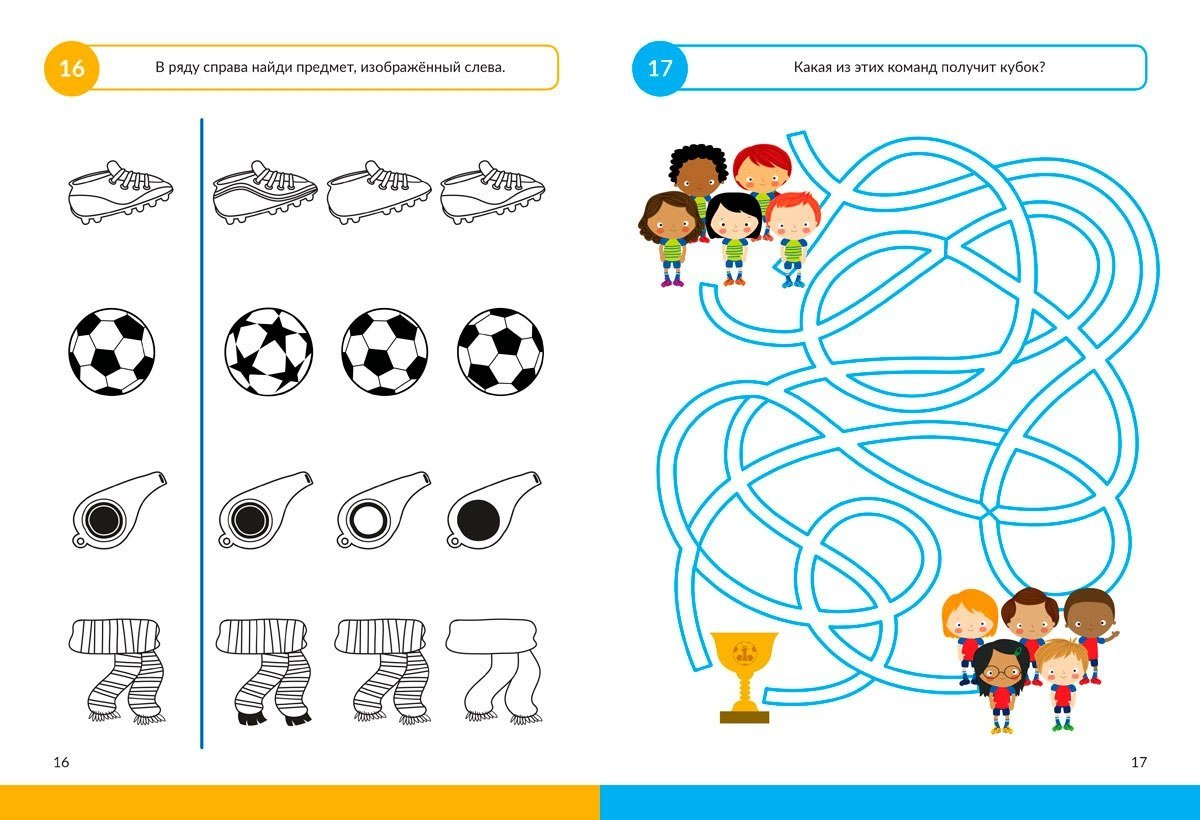 16
В ряду справа найди предмет, изображённый слева.
16
17
Какая из этих команд получит кубок?
17